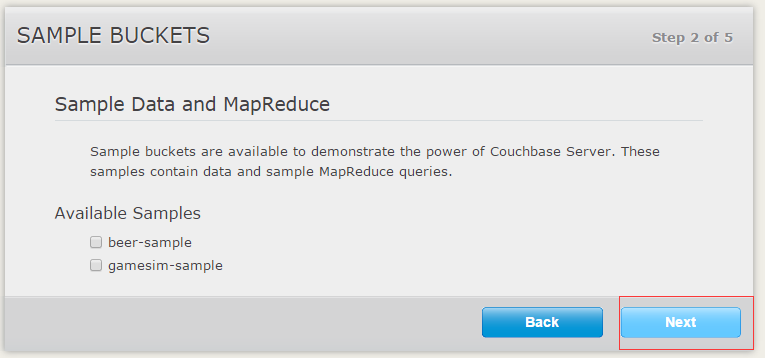 SAMPLE BUCKETS
Step 2 of 5
Sample Data and MapReduce
Sample buckets are available to demonstrate the power of Couchbase Server. These
samples contain data and sample MapReduce queries.
Available Samples
beer-sample
gamesim-sample
Back
Next